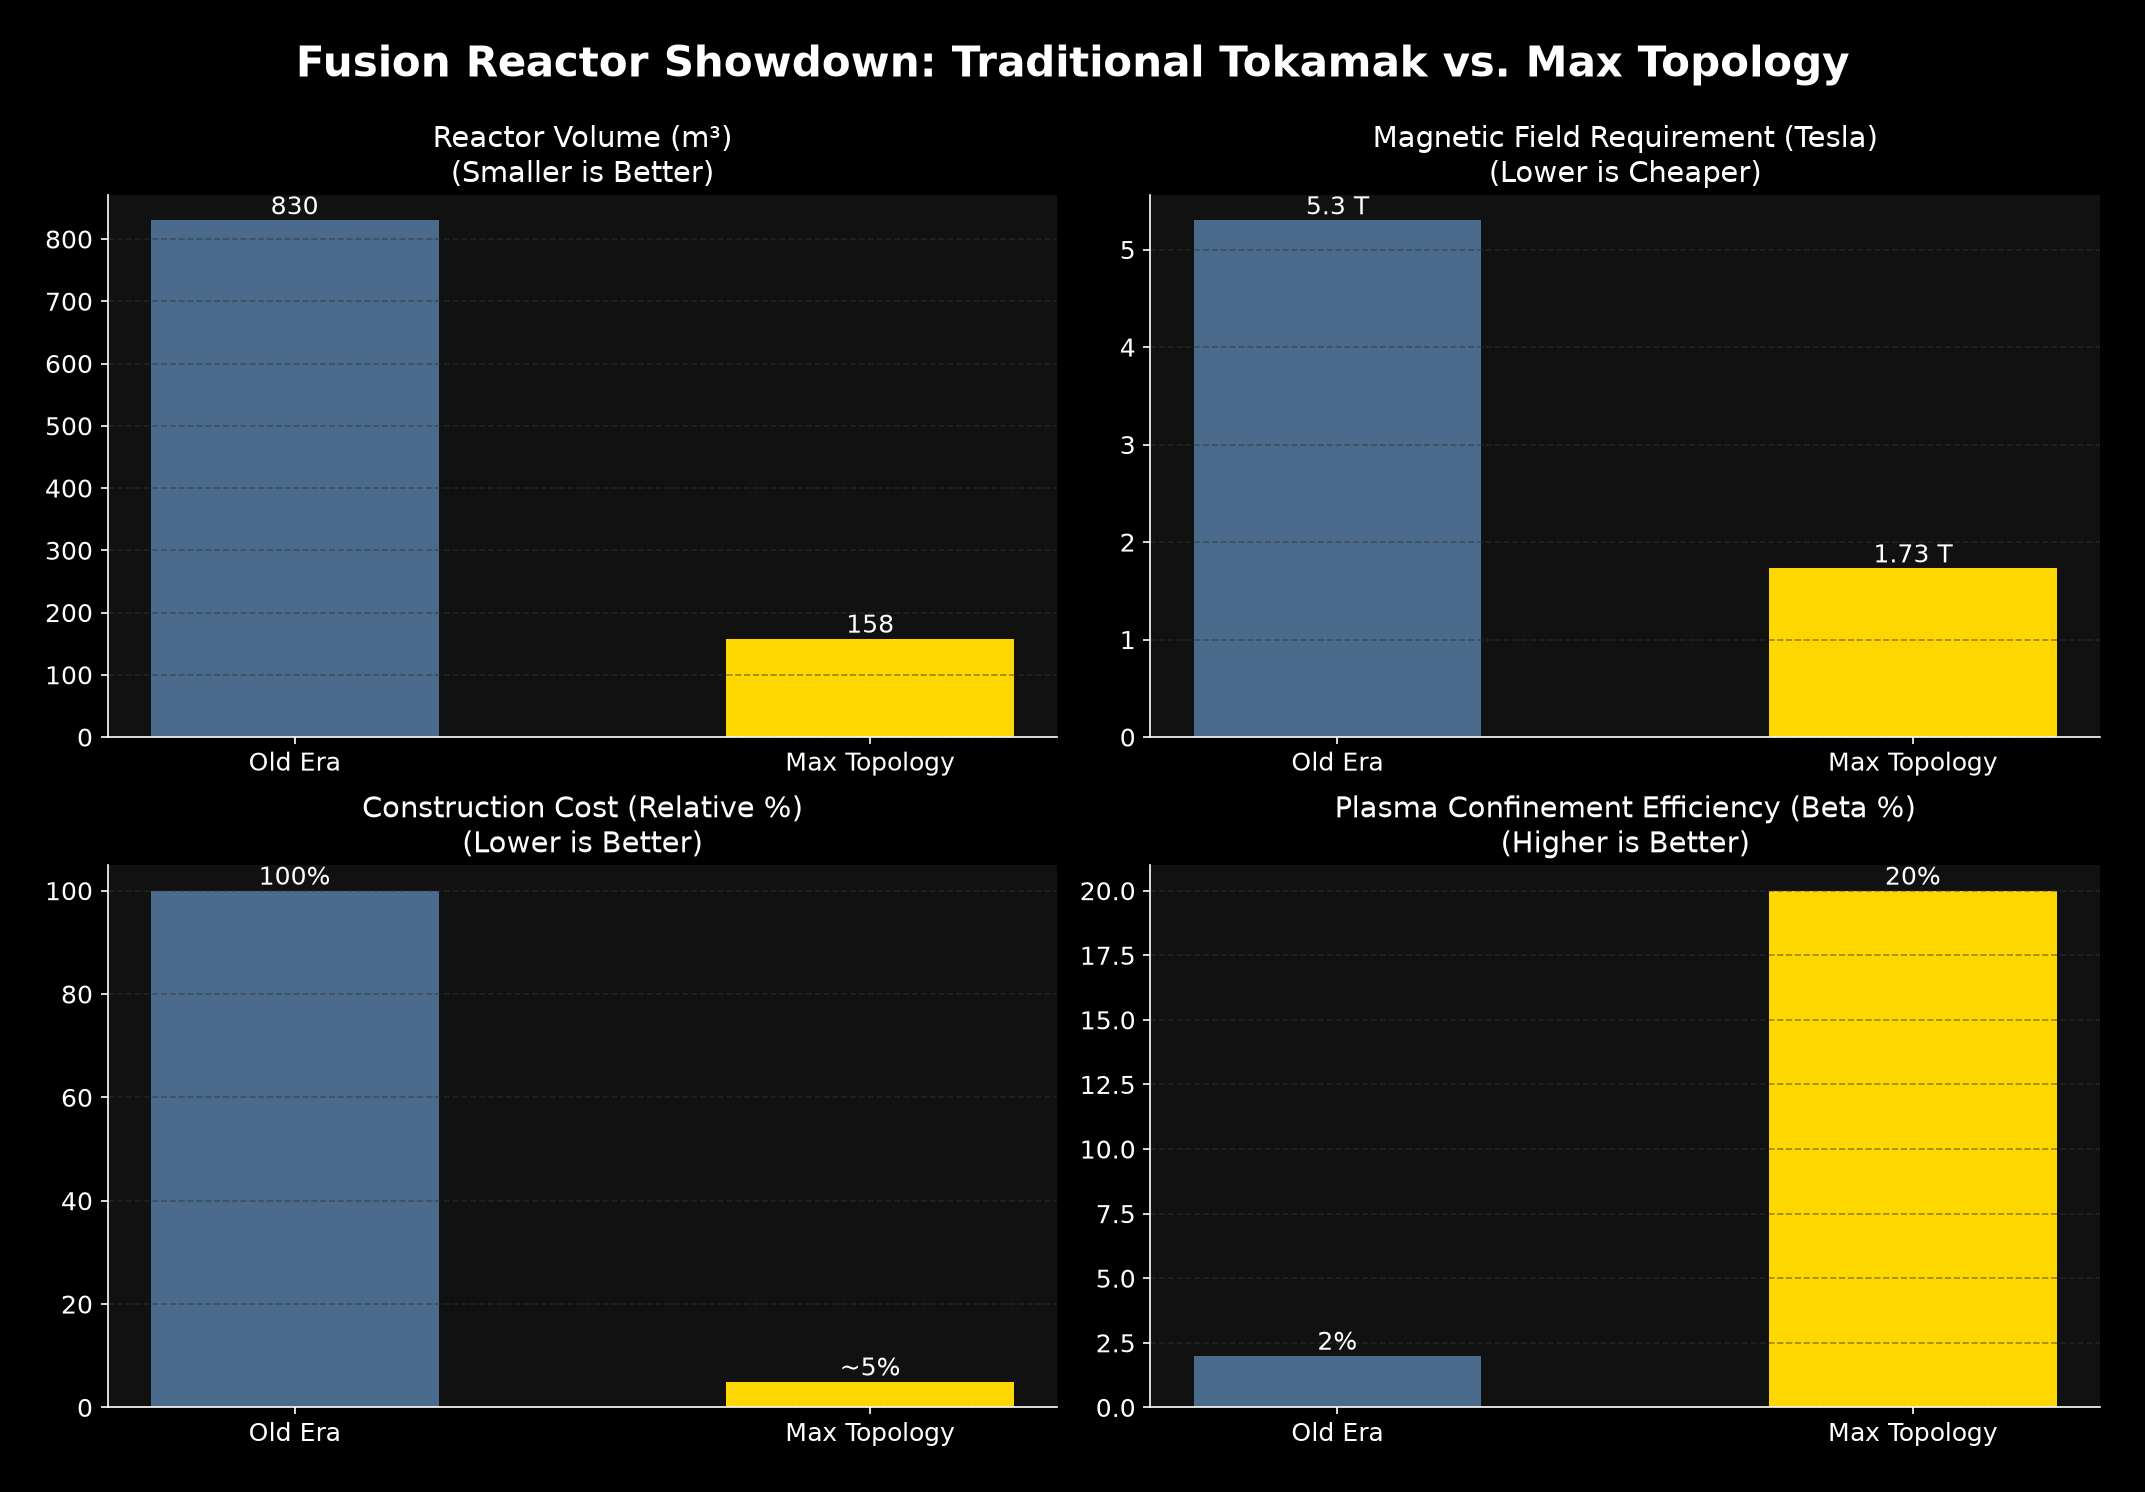 Fusion Reactor Showdown: Traditional Tokamak vs. Max Topology
Reactor Volume (m³)
(Smaller is Better)
800
700
600
500
400
300
200
100
0
830
158
Old Era
Max Topology
Magnetic Field Requirement (Tesla)
(Lower is Cheaper)
5
4
3
2
1
0
5.3 T
1.73 T
Old Era
Max Topology
Construction Cost (Relative %)
(Lower is Better)
100
80
60
40
20
0
100%
~5%
Old Era
Max Topology
Plasma Confinement Efficiency (Beta %)
(Higher is Better)
20.0
17.5
15.0
12.5
10.0
7.5
5.0
2.5
0.0
2%
20%
Old Era
Max Topology